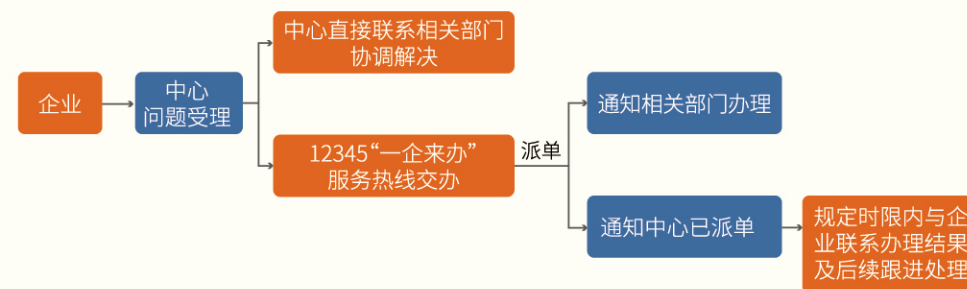 企业
中心
问题受理
中心直接联系相关部门
协调解决
12345“一企来办”
服务热线交办
派单
通知相关部门办理
通知中心已派单
规定时限内与企
业联系办理结果
及后续跟进处理